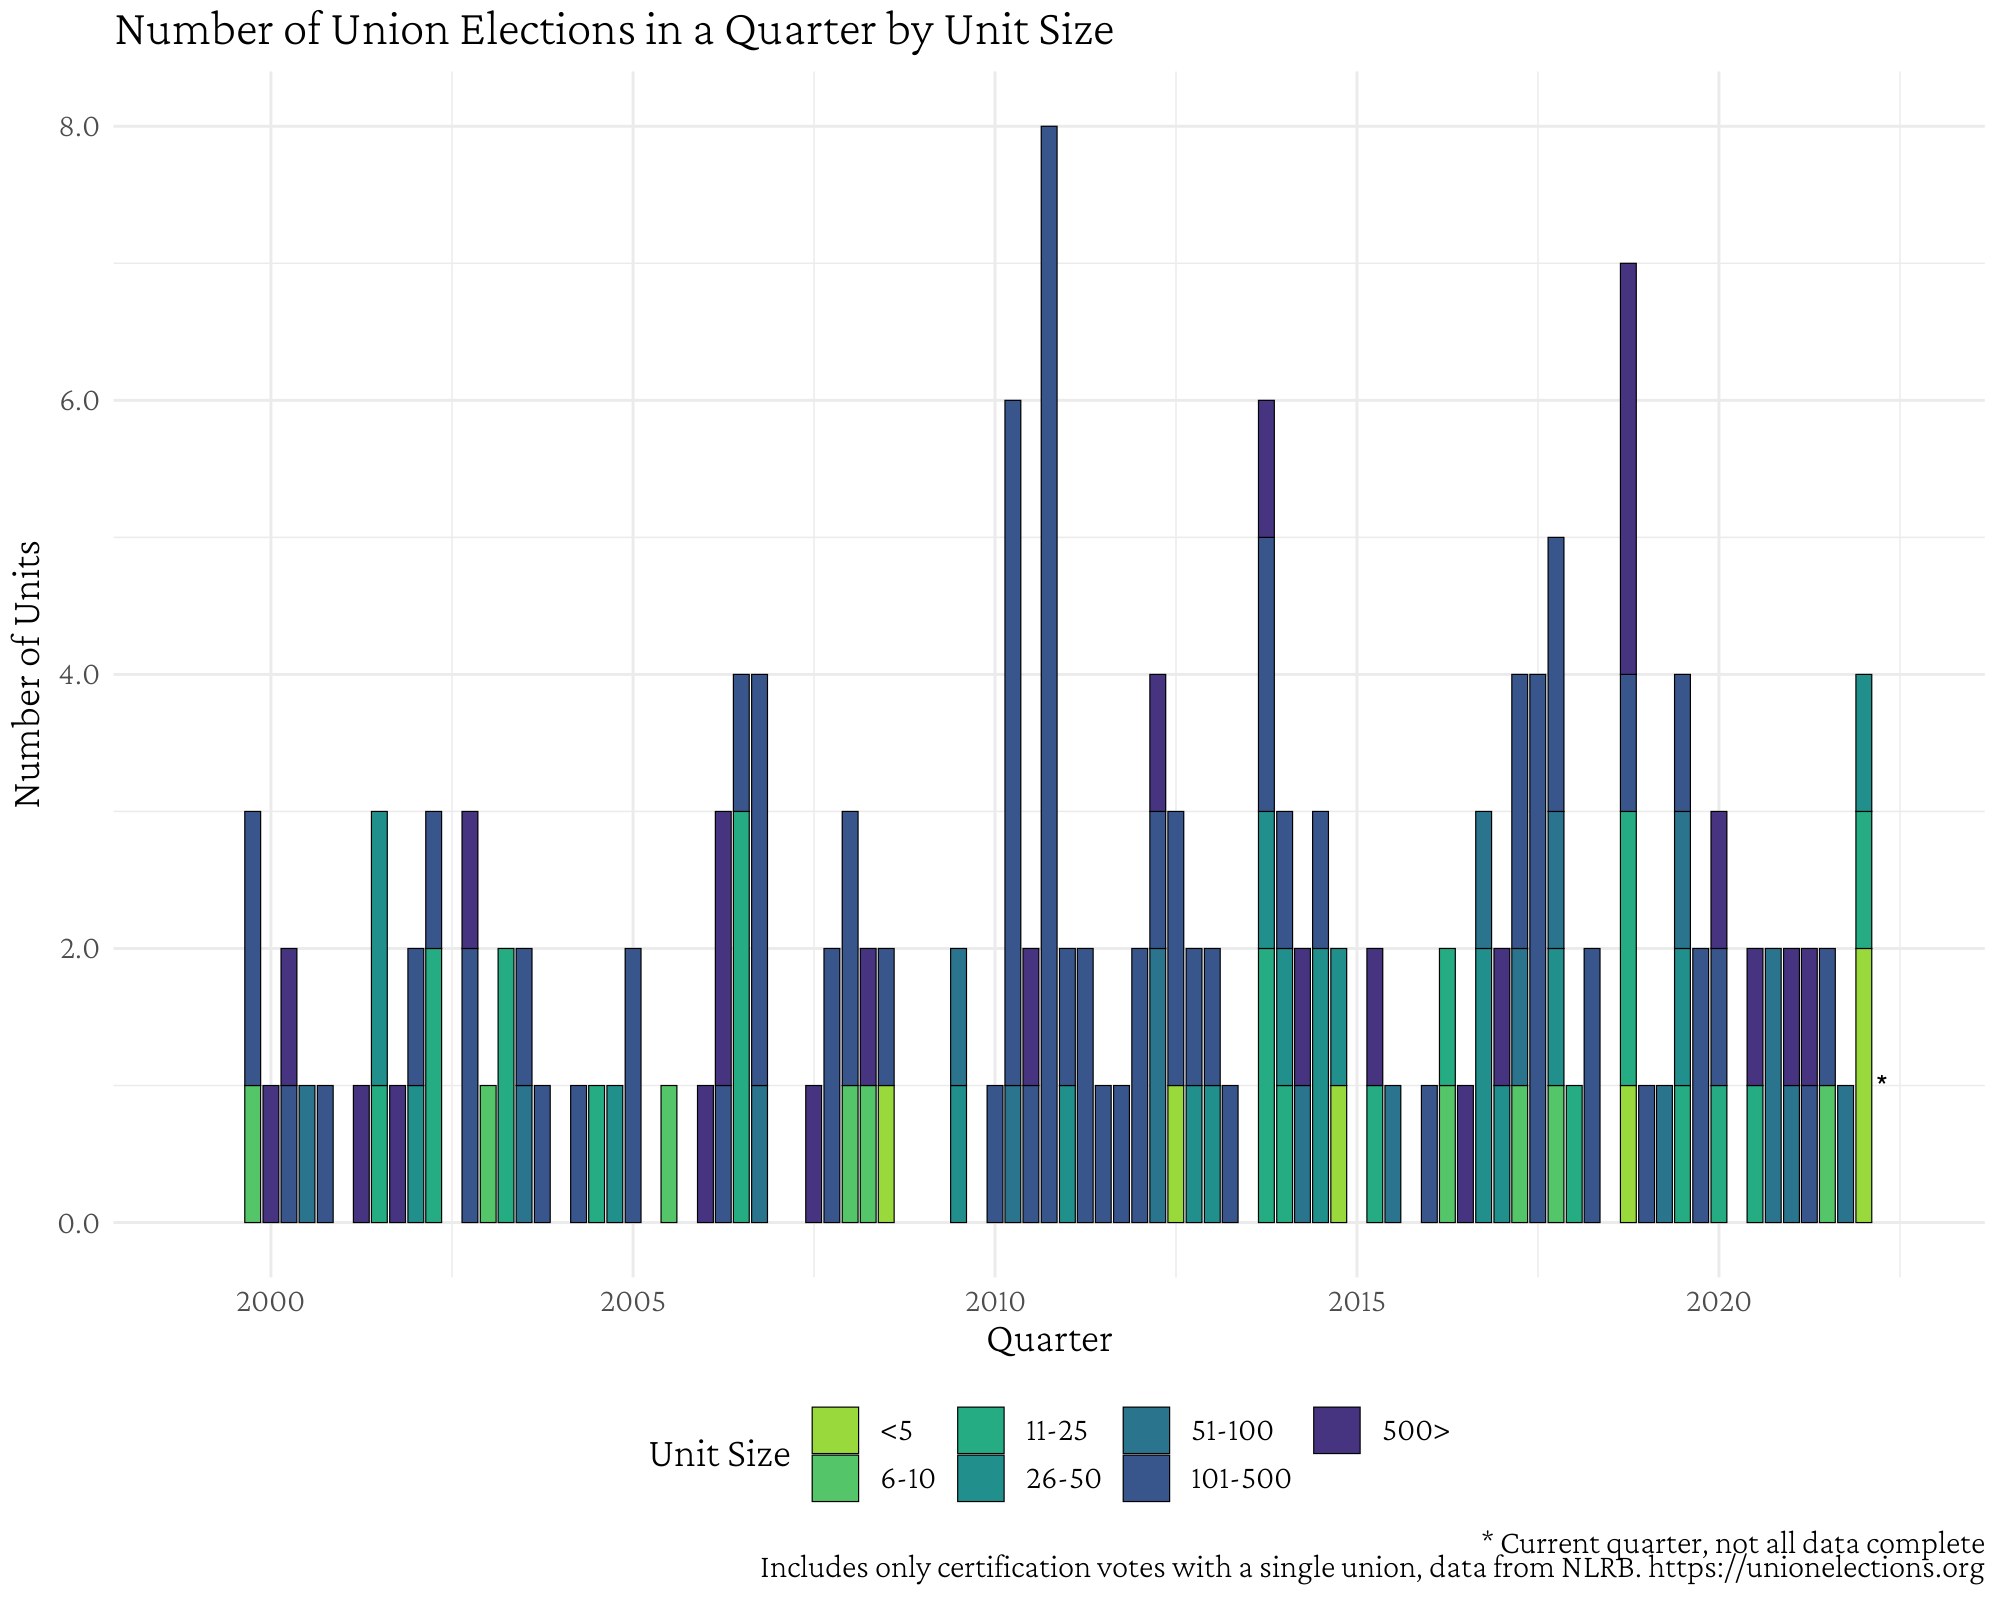 Number of Union Elections in a Quarter by Unit Size
Number of Units
8.0
6.0
4.0
2.0
0.0
*
2000 2005 2010 2015 2020
Quarter
Unit Size
<5 11-25 51-100 500>
6-10 26-50 101-500
* Current quarter, not all data complete
Includes only certification votes with a single union, data from NLRB. https://unionelections.org